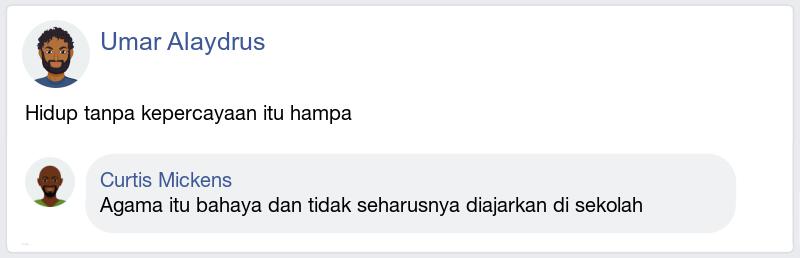 Umar Alaydrus
Hidup tanpa kepercayaan itu hampa
Curtis Mickens
Agama itu bahaya dan tidak seharusnya diajarkan di sekolah